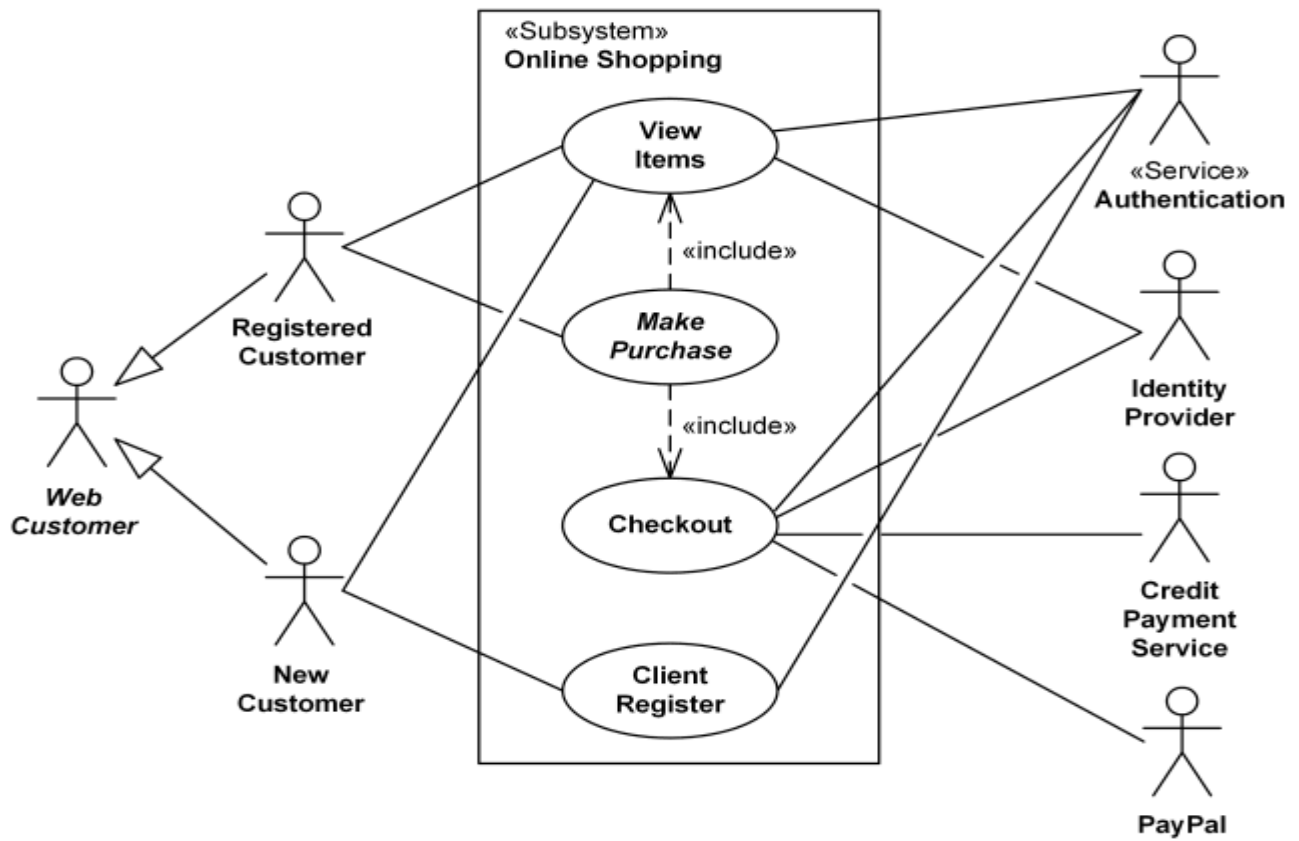 «Subsystem»
Online Shopping
View
Items
«include»
Make
Purchase
«include»
Checkout
Client
Register
Registered
Customer
Web
Customer
New
Customer
«Service»
Authentication
Identity
Provider
Credit
Payment
Service
PayPal